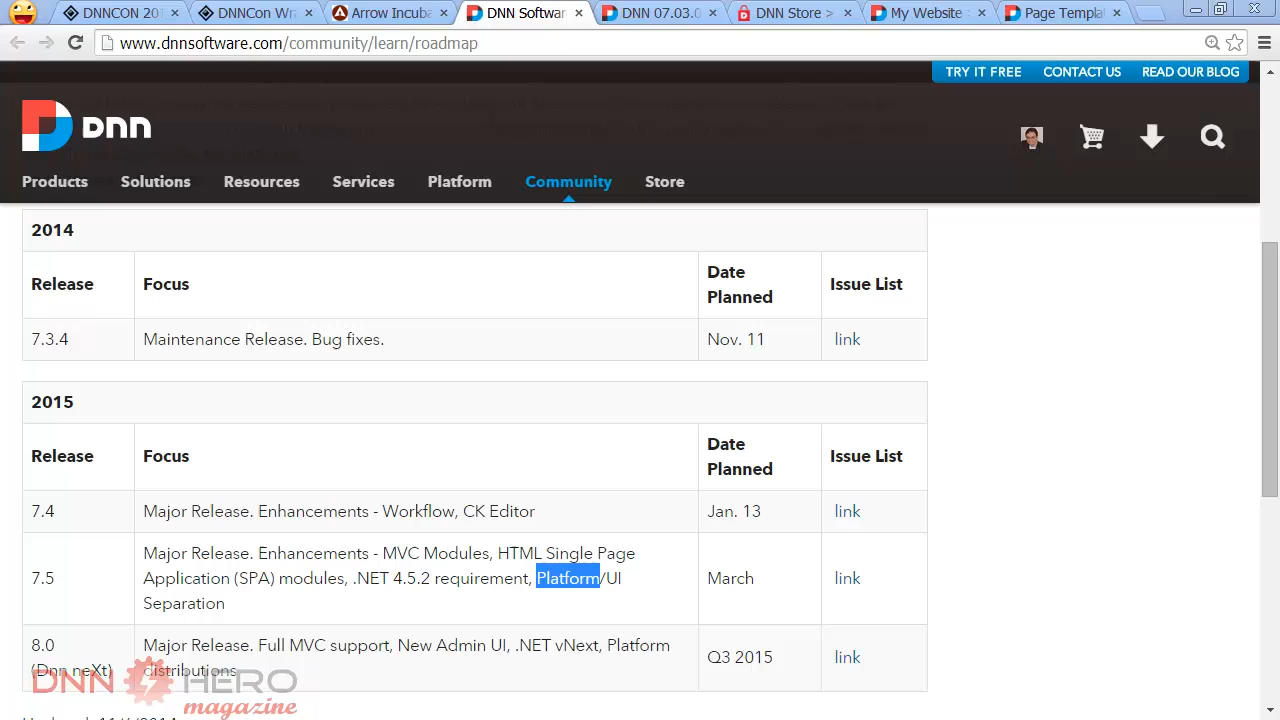 DNNCON 20
DNNCon Wra
Arrow Incuba
DNN Softwar
DNN 07.03.0
DNN Store >
My Website
Page Templa
www.dnnsoftware.com/community/learn/roadmap
TRY IT FREE CONTACT US READ OUR BLOG
DNN
Products Solutions Resources Services Platform Community Store
2014
Release Focus Date Planned Issue List
7.3.4 Maintenance Release. Bug fixes. Nov. 11 link
2015
Release Focus Date Planned Issue List
7.4 Major Release. Enhancements - Workflow, CK Editor Jan. 13 link
Major Release. Enhancements - MVC Modules, HTML Single Page
7.5 Application (SPA) modules, .NET 4.5.2 requirement, Platform/UI March link
Separation
8.0 Major Release. Full MVC support, New Admin UI, .NET vNext, Platform
(Dnn neXt) distributions Q3 2015 link
DNN HERO
magazine